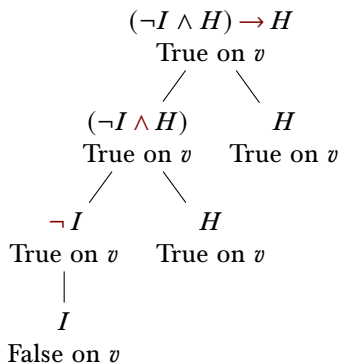 (¬I ∧ H) → H
True on v
(¬I ∧ H) H
True on v True on v
¬ I H
True on v True on v
I
False on v